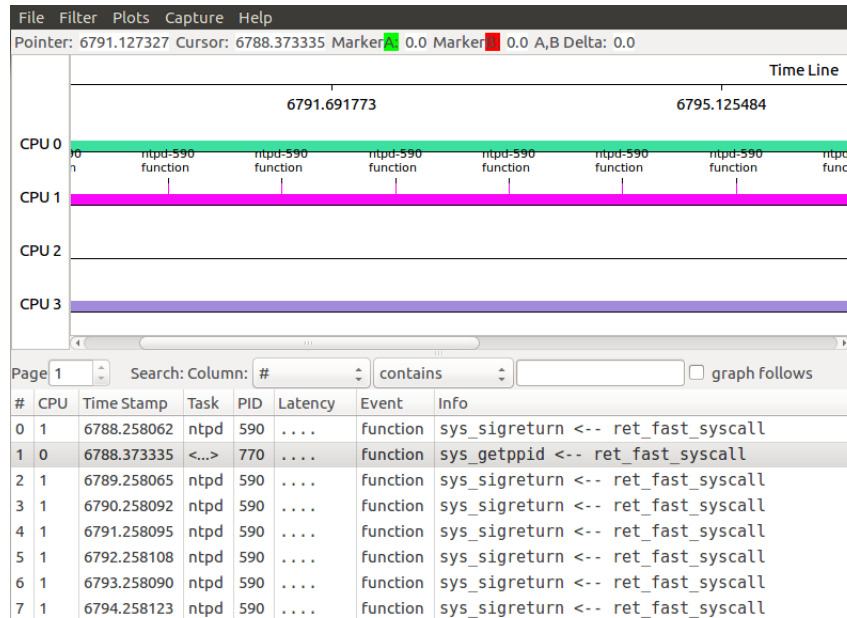 File Filter Plots Capture Help
Pointer: 6791.127327 Cursor: 6788.373335 MarkerA: 0.0 MarkerB: 0.0 A,B Delta: 0.0
Time Line
6791.691773 6795.125484
CPU 0
ntpd-590 ntpd-590 ntpd-590 ntpd-590 ntpd-590 ntpd-590
function function function function function function
CPU 1
CPU 2
CPU 3
Page 1 Search: Column: # contains graph follows
# CPU Time Stamp Task PID Latency Event Info
0 1 6788.258062 ntpd 590 .... function sys_sigreturn <-- ret_fast_syscall
1 0 6788.373335 <...> 770 .... function sys_getppid <-- ret_fast_syscall
2 1 6789.258065 ntpd 590 .... function sys_sigreturn <-- ret_fast_syscall
3 1 6790.258092 ntpd 590 .... function sys_sigreturn <-- ret_fast_syscall
4 1 6791.258095 ntpd 590 .... function sys_sigreturn <-- ret_fast_syscall
5 1 6792.258108 ntpd 590 .... function sys_sigreturn <-- ret_fast_syscall
6 1 6793.258090 ntpd 590 .... function sys_sigreturn <-- ret_fast_syscall
7 1 6794.258123 ntpd 590 .... function sys_sigreturn <-- ret_fast_syscall